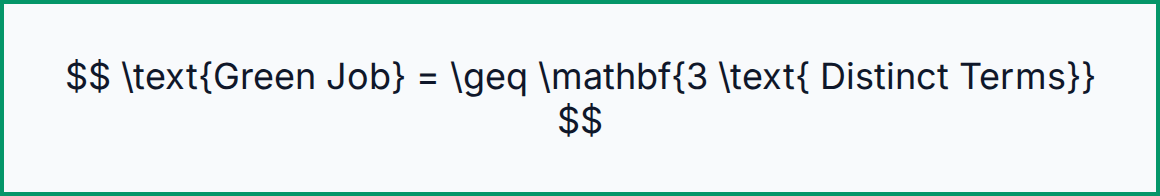 $$ \text{Green Job} = \geq \mathbf{3 \text{ Distinct Terms}}
$$